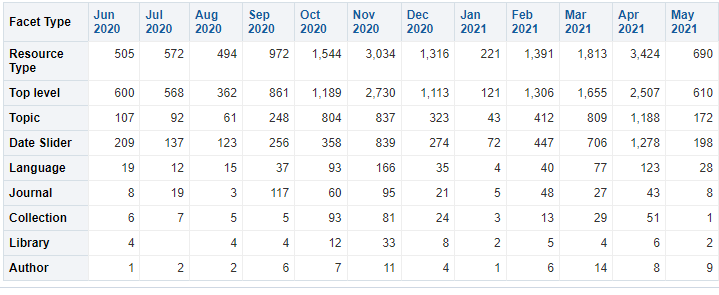 Facet Type Jun 2020 Jul 2020 Aug 2020 Sep 2020 Oct 2020 Nov 2020 Dec 2020 Jan 2021 Feb 2021 Mar 2021 Apr 2021 May 2021
Resource Type 505 572 494 972 1,544 3,034 1,316 221 1,391 1,813 3,424 690
Top level 600 568 362 861 1,189 2,730 1,113 121 1,306 1,655 2,507 610
Topic 107 92 61 248 804 837 323 43 412 809 1,188 172
Date Slider 209 137 123 256 358 839 274 72 447 706 1,278 198
Language 19 12 15 37 93 166 35 4 40 77 123 28
Journal 8 19 3 117 60 95 21 5 48 27 43 8
Collection 6 7 5 5 93 81 24 3 13 29 51 1
Library 4 4 4 12 33 8 2 5 4 6 2
Author 1 2 2 6 7 11 4 1 6 14 8 9